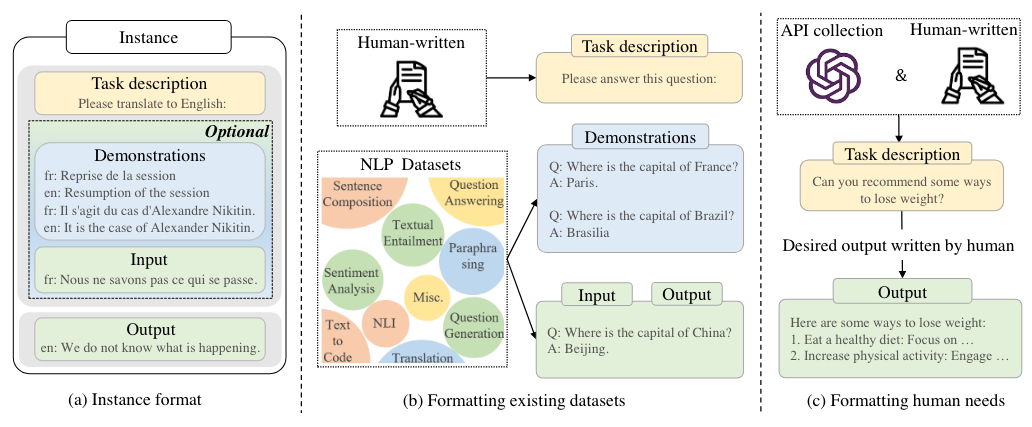 Instance
Task description
Please translate to English:
Optional
Demonstrations
fr: Reprise de la session
en: Resumption of the session
fr: Il s'agit du cas d'Alexandre Nikitin.
en: It is the case of Alexander Nikitin.
Input
fr: Nous ne savons pas ce qui se passe.
Output
en: We do not know what is happening.
(a) Instance format
Human-written
Task description
Please answer this question:
NLP Datasets
Sentence
Composition
Question
Answering
Textual
Entailment
Paraphra
sing
Sentiment
Analysis
Misc.
Text
to
Code
NLI
Question
Generation
Translation
Demonstrations
Q: Where is the capital of France?
A: Paris.
Q: Where is the capital of Brazil?
A: Brasilia
Input
Output
Q: Where is the capital of China?
A: Beijing.
(b) Formatting existing datasets
API collection
&
Human-written
Task description
Can you recommend some ways
to lose weight?
Desired output written by human
Output
Here are some ways to lose weight:
1. Eat a healthy diet: Focus on …
2. Increase physical activity: Engage …
(c) Formatting human needs